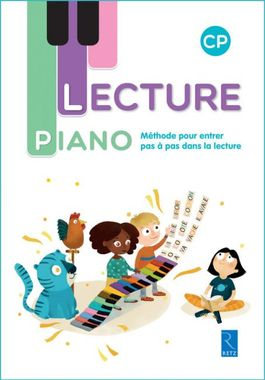 CP
LECTURE
PIANO
Méthode pour entrer
pas à pas dans la lecture
RETZ